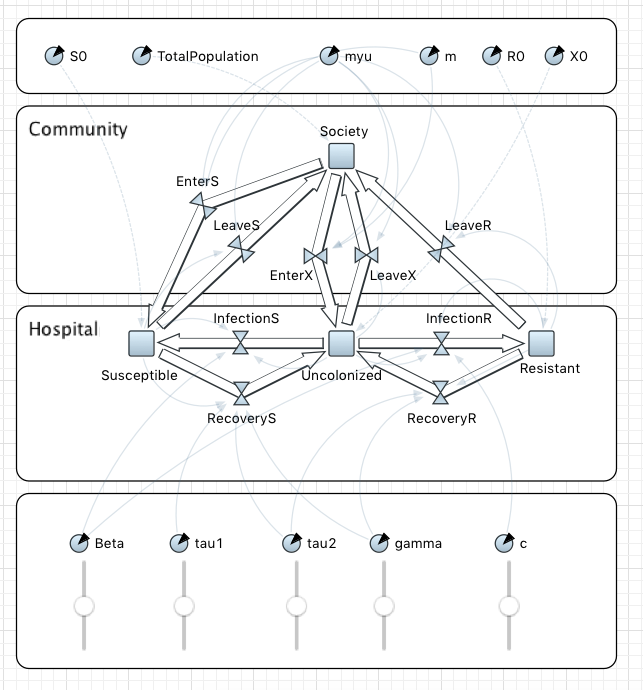 S0 TotalPopulation myu m R0 X0
Community
Society
EnterS
LeaveS LeaveR
EnterX LeaveX
Hospital
InfectionS InfectionR
Susceptible Uncolonized Resistant
RecoveryS RecoveryR
Beta tau1 tau2 gamma c